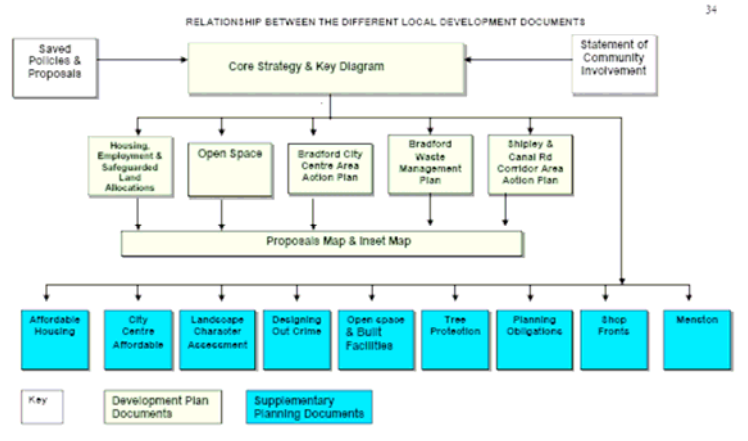 34
RELATIONSHIP BETWEEN THE DIFFERENT LOCAL DEVELOPMENT DOCUMENTS
Saved
Policies &
Proposals
Core Strategy & Key Diagram
Statement of
Community
Involvement
Housing,
Employment &
Safeguarded
Land
Allocations
Open Space
Bradford City
Centre Area
Action Plan
Bradford
Waste
Management
Plan
Shipley &
Canal Rd
Corridor Area
Action Plan
Proposals Map & Inset Map
Affordable
Housing
City
Centre
Affordable
Landscape
Character
Assessment
Designing
Out Crime
Open space
& Built
Facilities
Tree
Protection
Planning
Obligations
Shop
Fronts
Menston
Key
Development Plan
Documents
Supplementary
Planning Documents